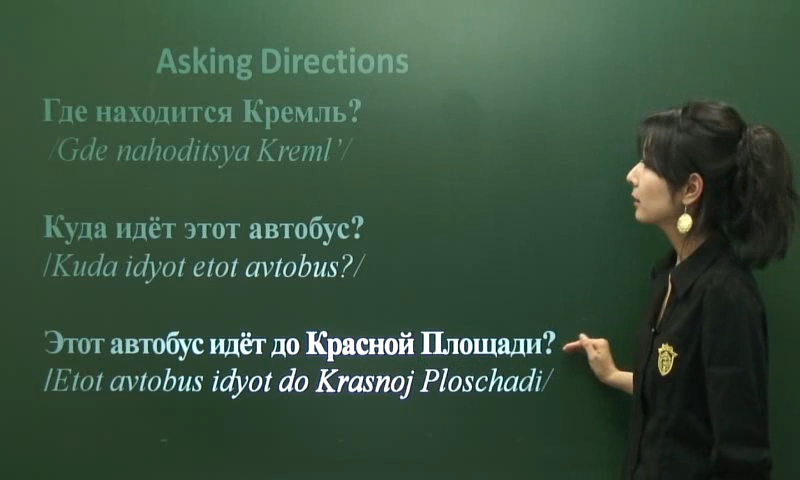 Asking Directions
Где находится Кремль?
/Gde nahoditsya Kreml'/
Куда идёт этот автобус?
/Kuda idyot etot avtobus?/
Этот автобус идёт до Красной Площади?
/Etot avtobus idyot do Krasnoj Ploschadi/